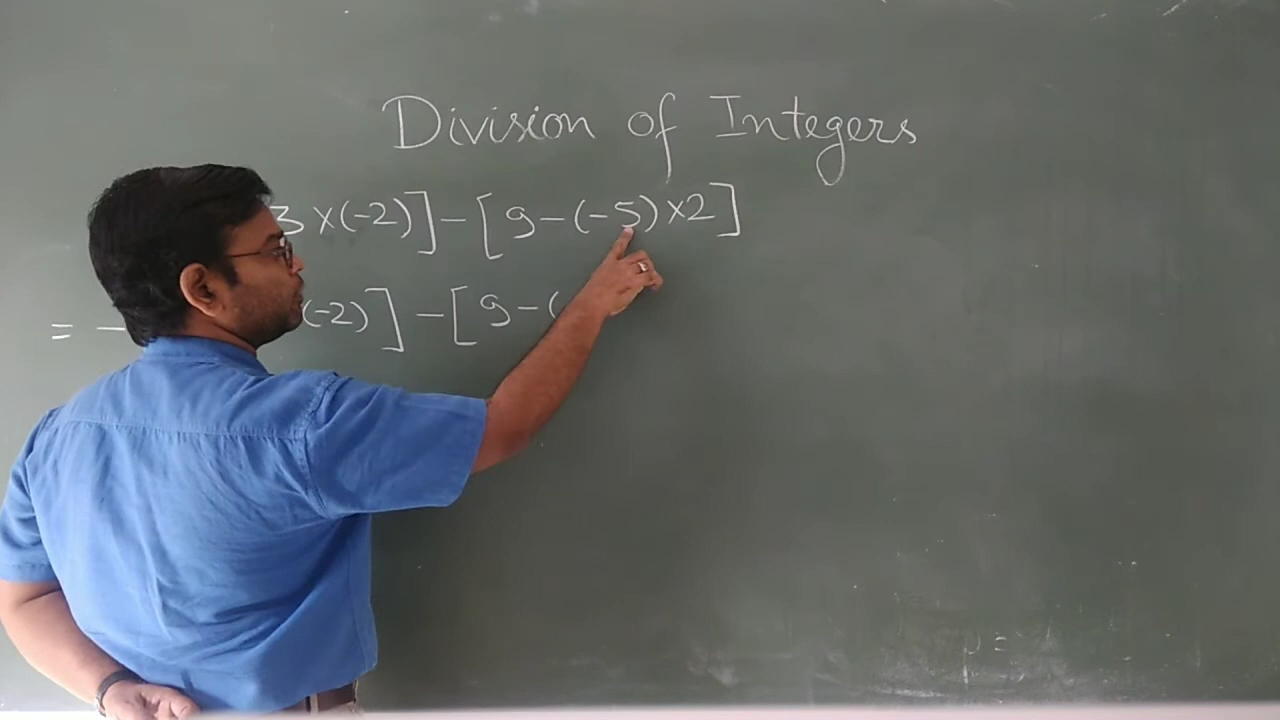 Division of Integers
3 ×(-2)] - [9-(-5)×2]
= - (-2)] - [9-(